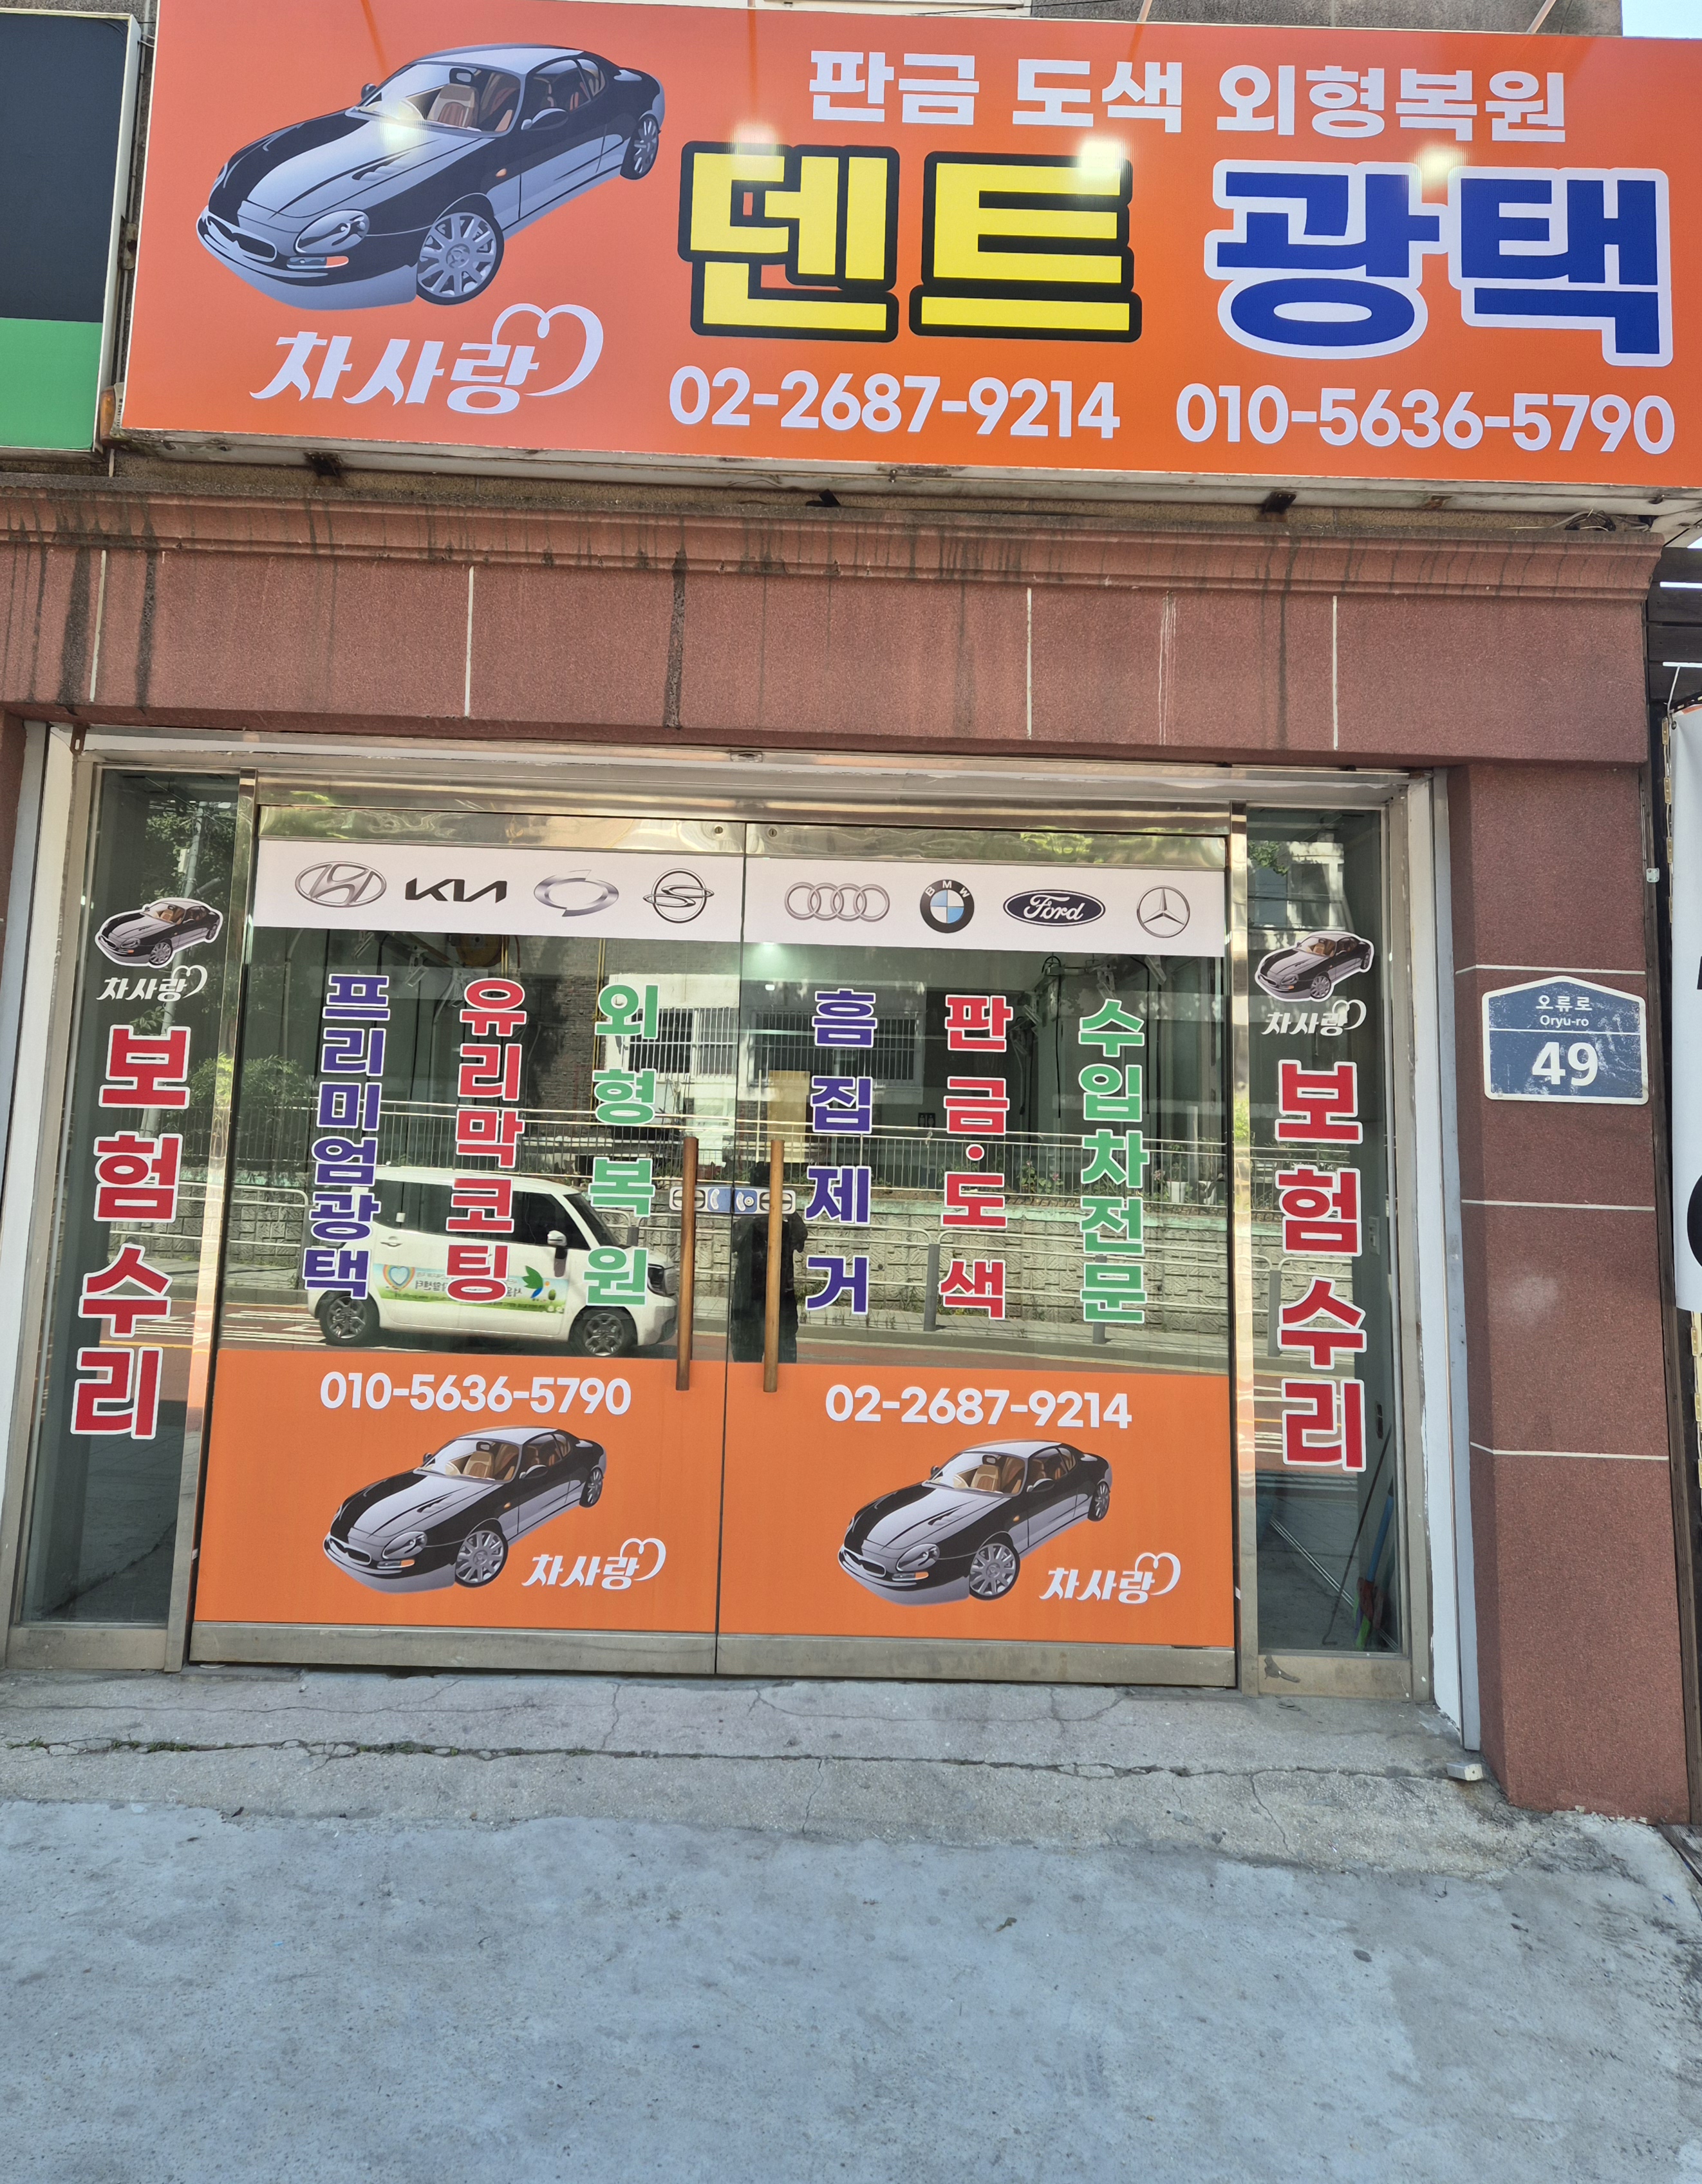 판금 도색 외형복원
덴트 광택
차사랑
02-2687-9214 010-5636-5790
KIA
BMW
Ford
차사랑
보험수리
프리미엄광택
유리막코팅
외형복원
흠집제거
판금·도색
수입차전문
차사랑
보험수리
오류로
Oryu-ro
49
010-5636-5790
차사랑
02-2687-9214
차사랑